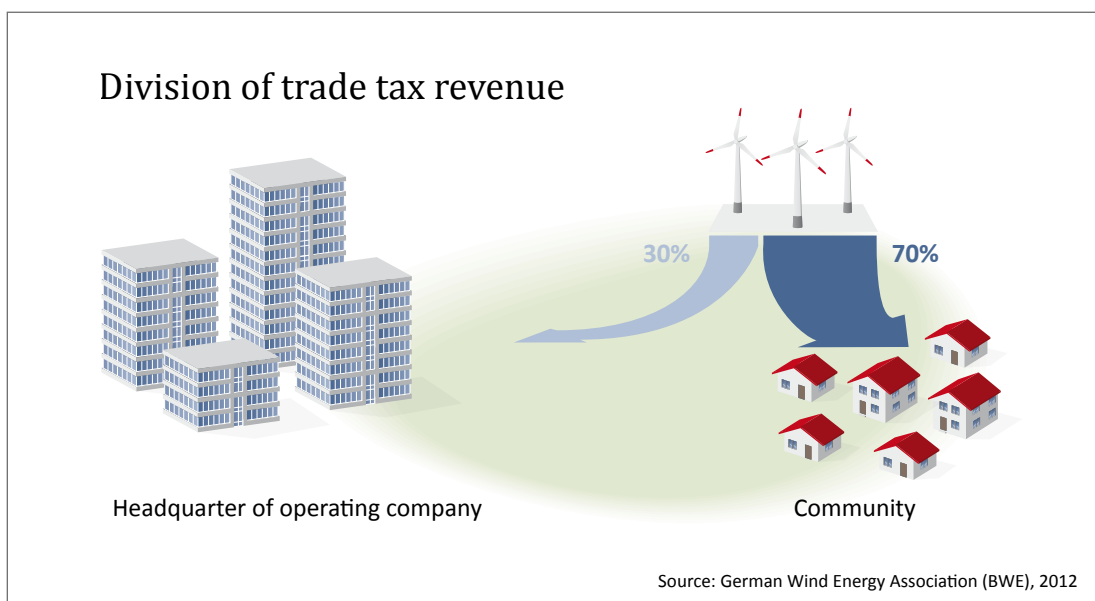 Division of trade tax revenue
30%
70%
Headquarter of operating company
Community
Source: German Wind Energy Association (BWE), 2012